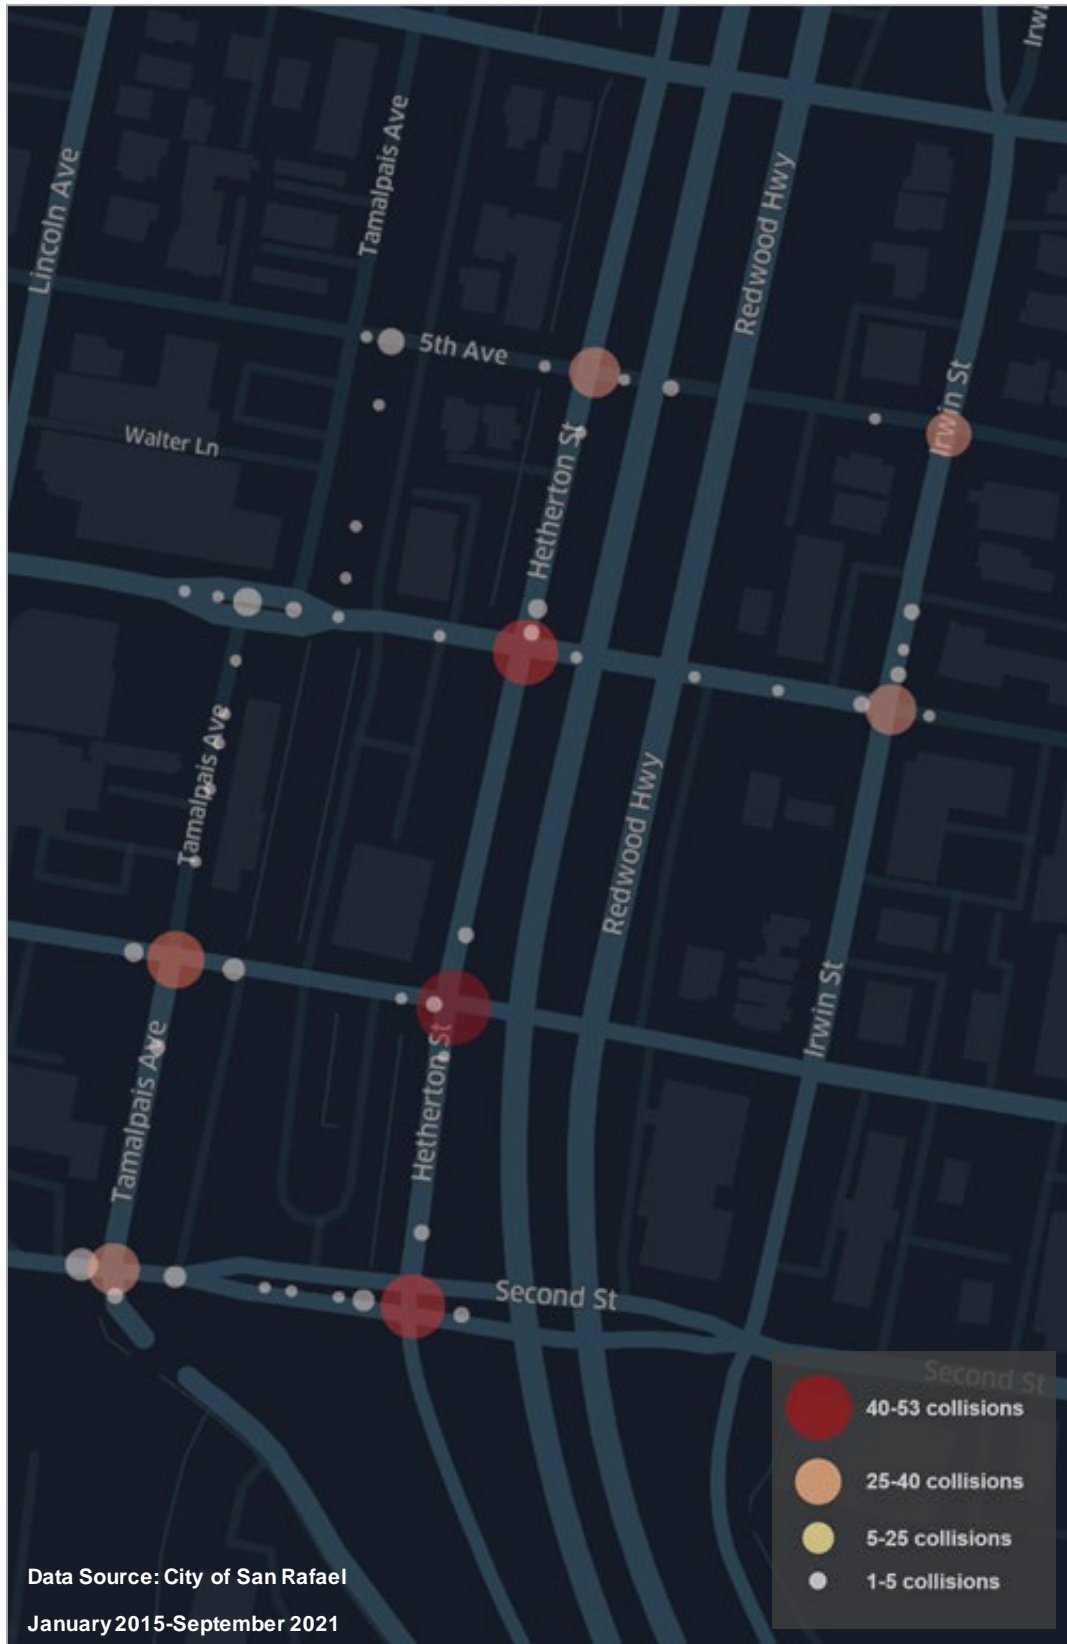 Irwi
Tamalpais Ave
Lincoln Ave
Redwood Hwy
5th Ave
Irwin St
Walter Ln
Hetherton St
Tamalpais Ave
Redwood Hwy
Irwin St
Tamalpais Ave
Hetherton St
Second St
Second St
40-53 collisions
25-40 collisions
5-25 collisions
1-5 collisions
Data Source: City of San Rafael
January 2015-September 2021